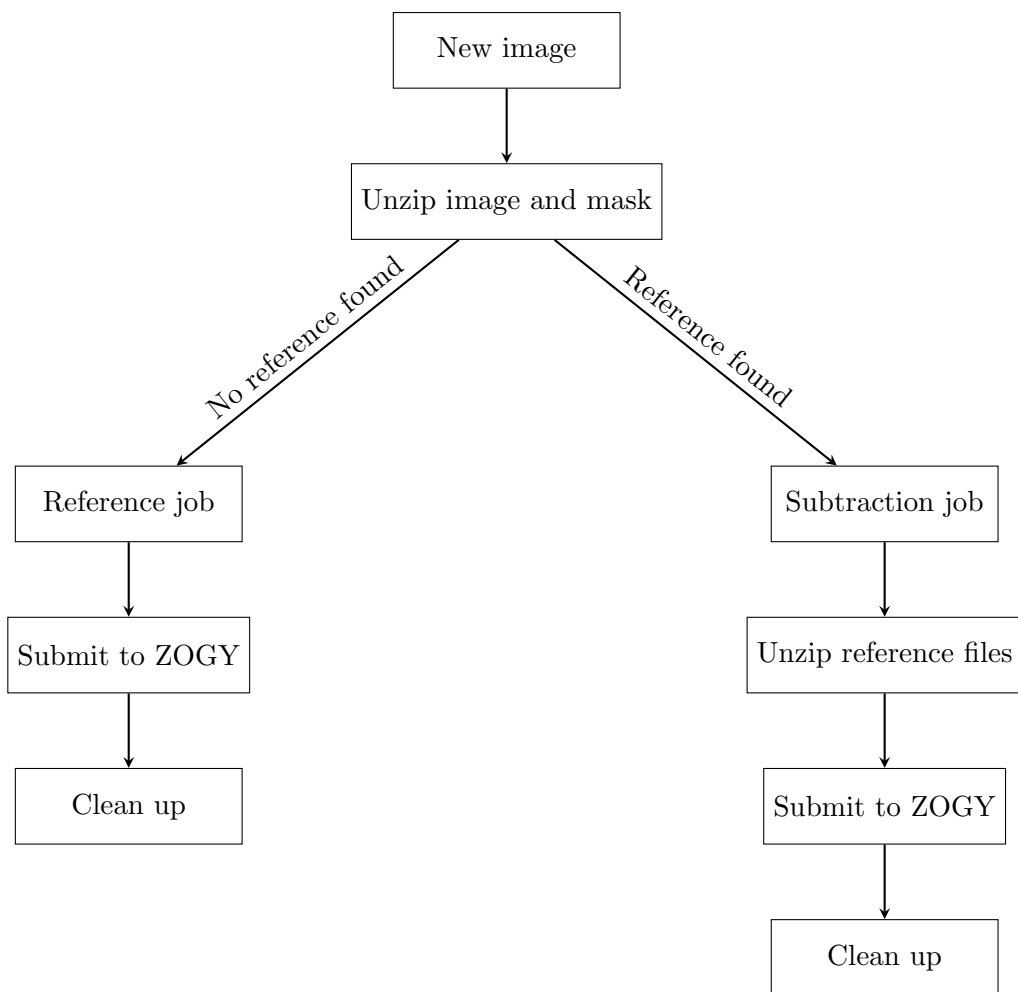 New image
Unzip image and mask
No reference found
Reference found
Reference job
Subtraction job
Submit to ZOGY
Unzip reference files
Clean up
Submit to ZOGY
Clean up